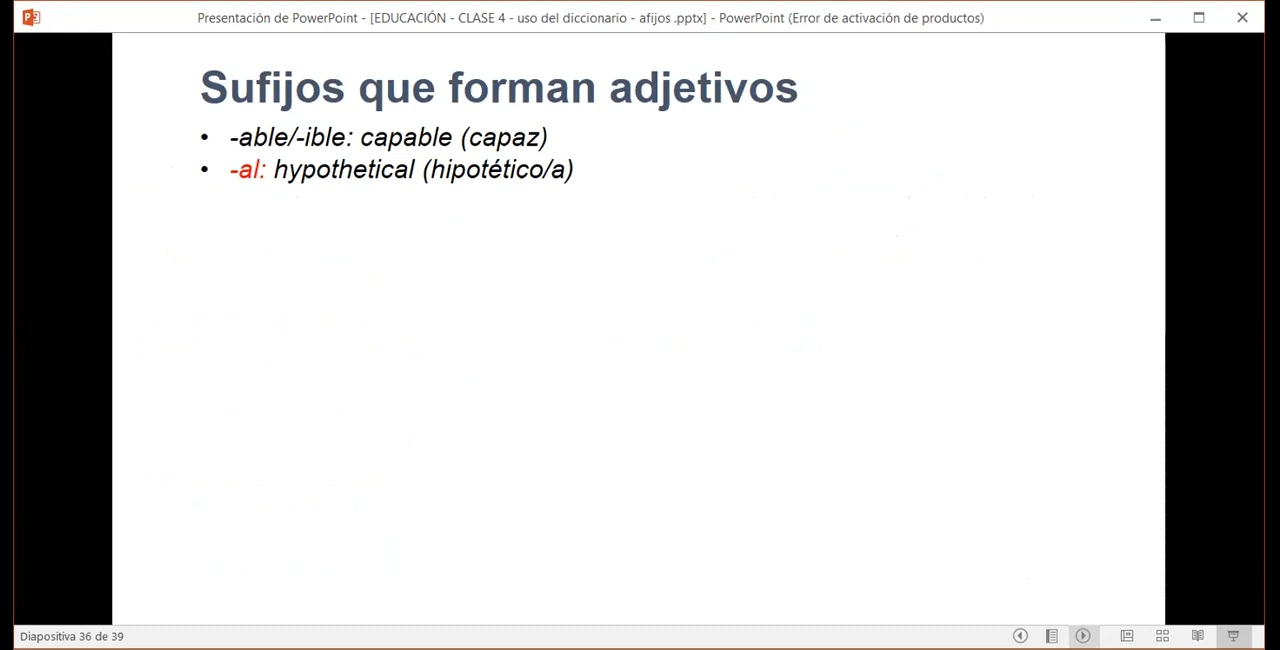 Presentación de PowerPoint - [EDUCACIÓN - CLASE 4 - uso del diccionario - afijos .pptx] - PowerPoint (Error de activación de productos)
Sufijos que forman adjetivos
• -able/-ible: capable (capaz)
• -al: hypothetical (hipotético/a)
Diapositiva 36 de 39